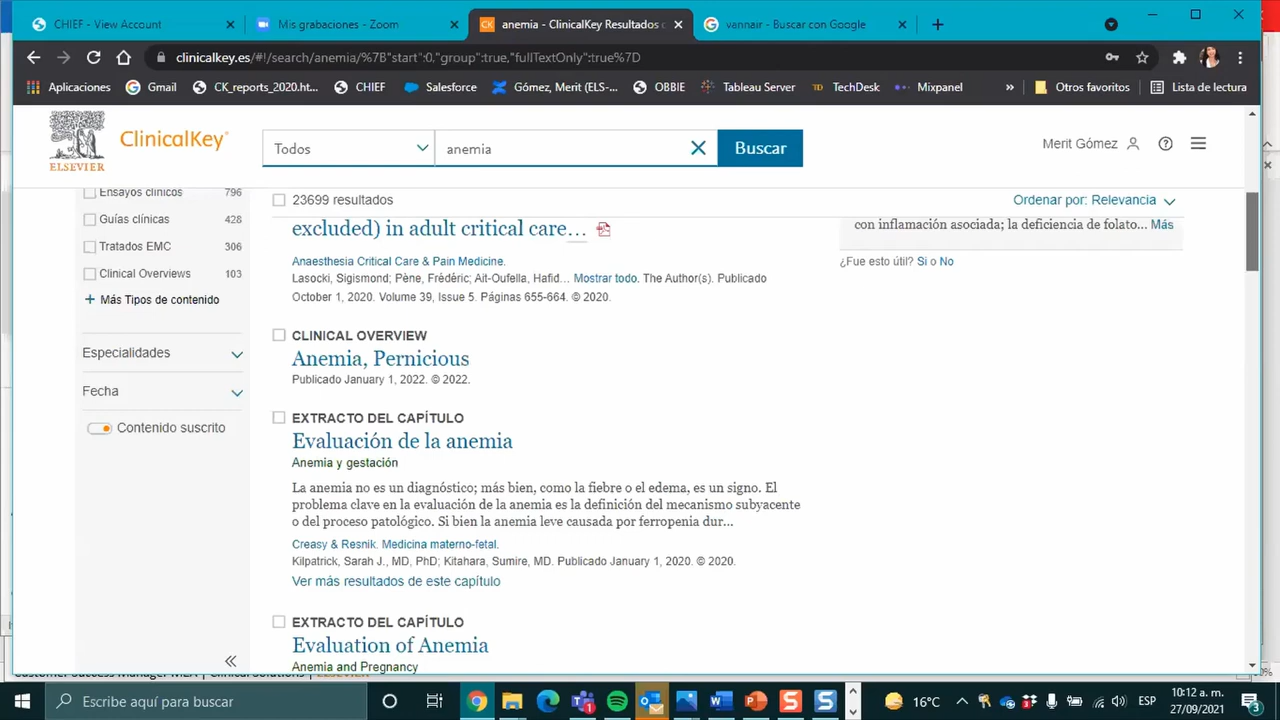 CHIEF - View Account
Mis grabaciones - Zoom
anemia - ClinicalKey Resultados
vannair - Buscar con Google
clinicalkey.es/#!/search/anemia/%7B"start":0,"group":true,"fullTextOnly":true%7D
Aplicaciones
Gmail
CK_reports_2020.ht...
CHIEF
Salesforce
Gómez, Merit (ELS-...
OBBIE
Tableau Server
TD TechDesk
Mixpanel
»
Otros favoritos
Lista de lectura
ELSEVIER
ClinicalKey®
Todos
anemia
Buscar
Merit Gómez
Ensayos clínicos 796
Guías clínicas 428
Tratados EMC 306
Clinical Overviews 103
+ Más Tipos de contenido
Especialidades
Fecha
Contenido suscrito
23699 resultados
Ordenar por: Relevancia
excluded) in adult critical care...
Anaesthesia Critical Care & Pain Medicine.
Lasocki, Sigismond; Pène, Frédéric; Ait-Oufella, Hafid... Mostrar todo. The Author(s). Publicado
October 1, 2020. Volume 39, Issue 5. Páginas 655-664. © 2020.
CLINICAL OVERVIEW
Anemia, Pernicious
Publicado January 1, 2022. © 2022.
EXTRACTO DEL CAPÍTULO
Evaluación de la anemia
Anemia y gestación
La anemia no es un diagnóstico; más bien, como la fiebre o el edema, es un signo. El
problema clave en la evaluación de la anemia es la definición del mecanismo subyacente
o del proceso patológico. Si bien la anemia leve causada por ferropenia dur...
Creasy & Resnik. Medicina materno-fetal.
Kilpatrick, Sarah J., MD, PhD; Kitahara, Sumire, MD. Publicado January 1, 2020. © 2020.
Ver más resultados de este capítulo
EXTRACTO DEL CAPÍTULO
Evaluation of Anemia
Anemia and Pregnancy
con inflamación asociada; la deficiencia de folato... Más
¿Fue esto útil? Si o No
Customer Success Manager MLA | Clinical Solutions | ELSEVIER
Escribe aquí para buscar
16°C
ESP
10:12 a. m.
27/09/2021
3